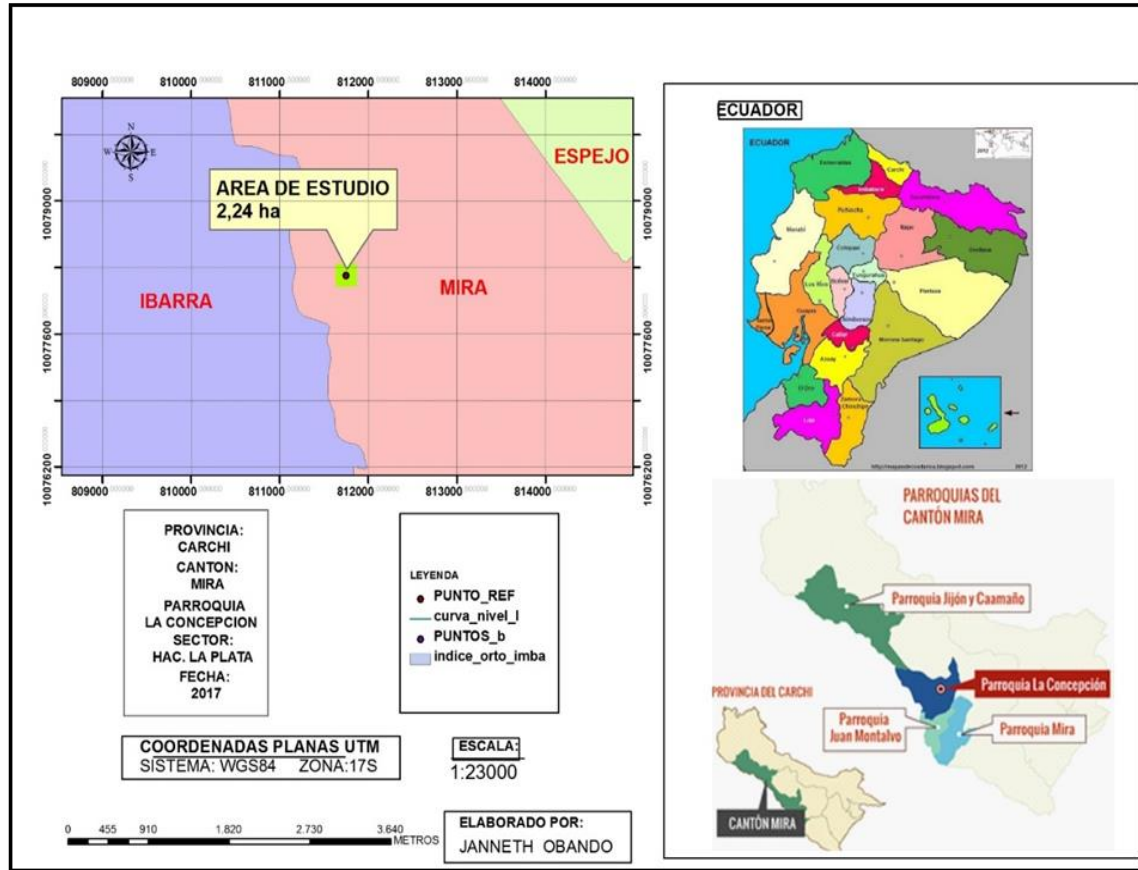 809000 810000 811000 812000 813000 814000
10079000
10077600
10076200
N
W E
S
ESPEJO
AREA DE ESTUDIO
2,24 ha
IBARRA
MIRA
10079000
10077600
10076200
809000 810000 811000 812000 813000 814000
PROVINCIA:
CARCHI
CANTON:
MIRA
PARROQUIA
LA CONCEPCION
SECTOR:
HAC. LA PLATA
FECHA:
2017
LEYENDA
PUNTO_REF
curva_nivel_l
PUNTOS_b
indice_orto_imba
COORDENADAS PLANAS UTM
SISTEMA: WGS84 ZONA:17S
ESCALA:
1:23000
0 455 910 1.820 2.730 3.640
METROS
ELABORADO POR:
JANNETH OBANDO
ECUADOR
ECUADOR
2012
Esmeraldas
Carchi
Imbabura
Pichincha
Manabí
Napo
Orellana
Cotopaxi
Tungurahua
Los Ríos
Bolívar
Pastaza
Guayas
Chimborazo
Santa
Elena
Cañar
Morona Santiago
Azuay
El Oro
Zamora
Chinchipe
Loja
2012
PARROQUIAS DEL
CANTÓN MIRA
Parroquia Jijón y Caamaño
Parroquia La Concepción
PROVINCIA DEL CARCHI
Parroquia
Juan Montalvo
Parroquia Mira
CANTÓN MIRA